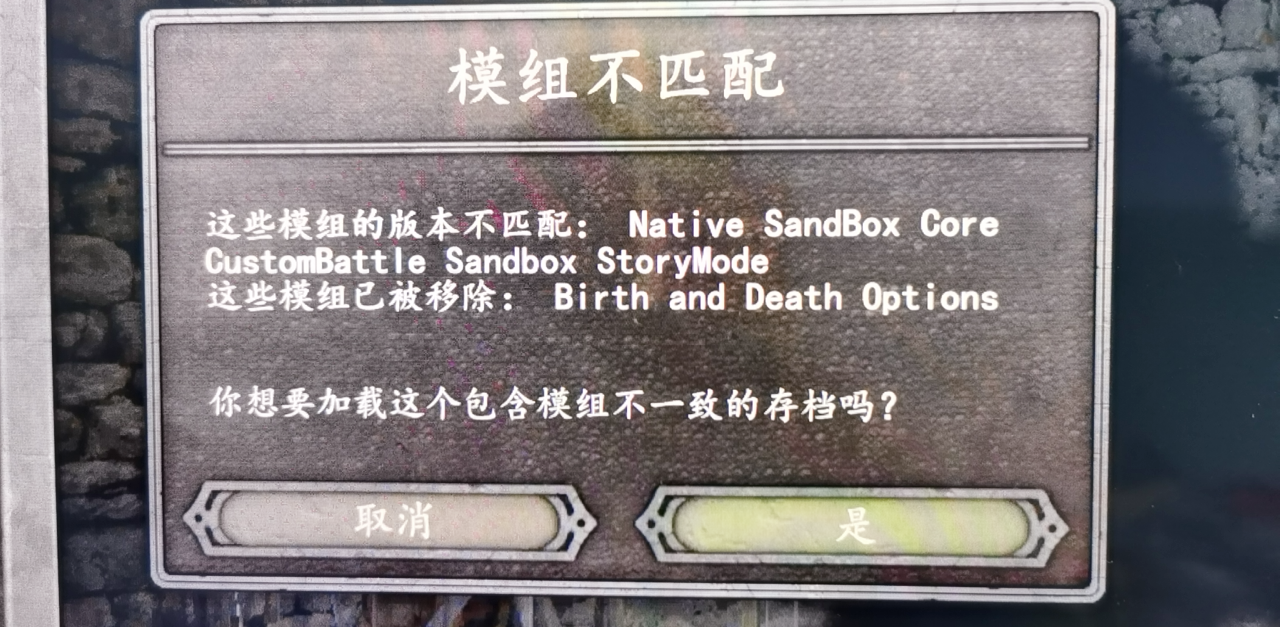 模组不匹配
这些模组的版本不匹配： Native SandBox Core
CustomBattle Sandbox StoryMode
这些模组已被移除： Birth and Death Options
你想要加载这个包含模组不一致的存档吗？
取消
是